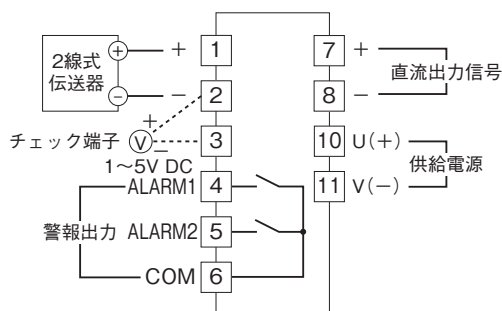 2線式
伝送器
+
−
+
−
1
2
3
4
5
6
チェック端子
V
+
−
1～5V DC
ALARM1
警報出力
ALARM2
COM
7
+
8
−
直流出力信号
10
U(+)
11
V(−)
供給電源